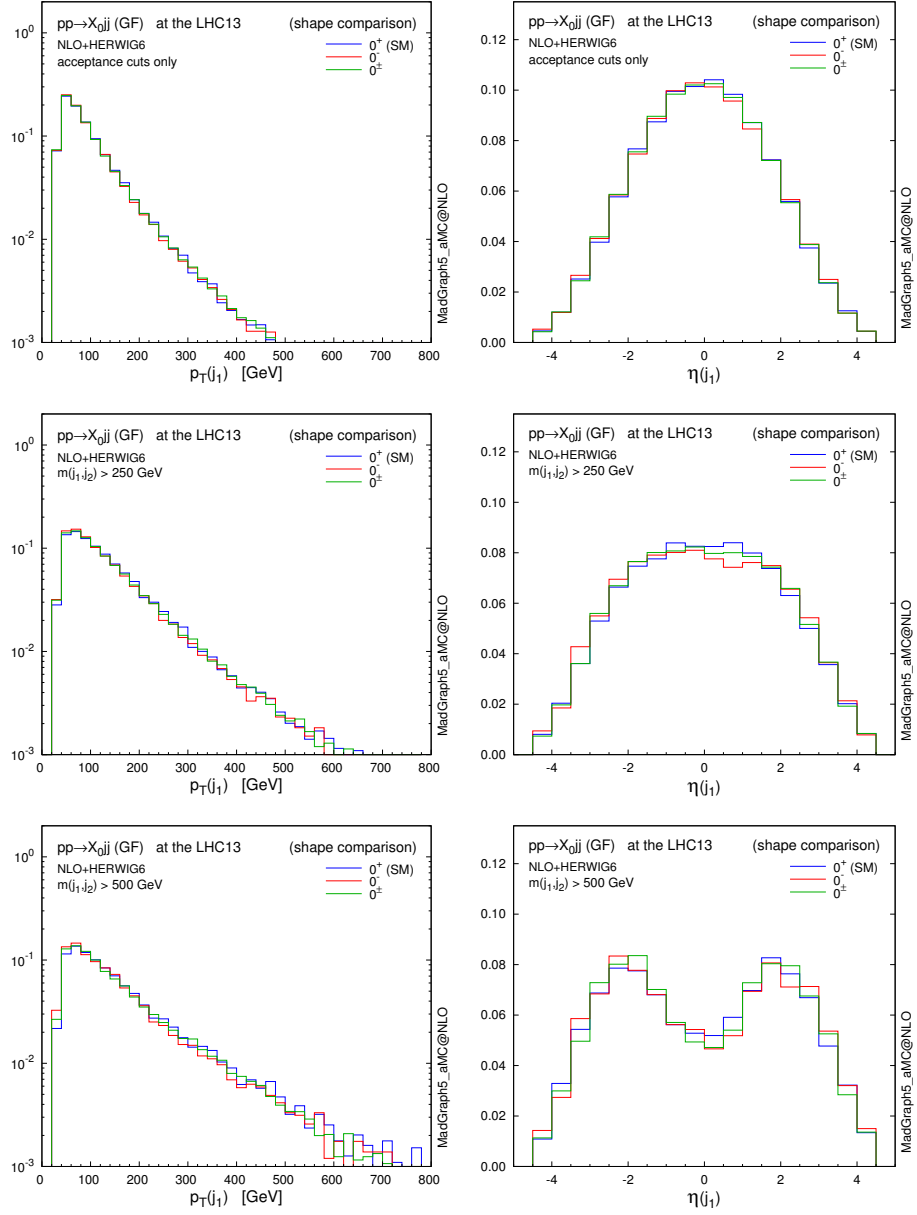 pp→X₀jj (GF) at the LHC13 (shape comparison)
NLO+HERWIG6
acceptance cuts only
0⁺ (SM)
0⁻
0±
10⁰
10⁻¹
10⁻²
10⁻³
0 100 200 300 400 500 600 700 800
p_T(j₁) [GeV]
MadGraph5_aMC@NLO
pp→X₀jj (GF) at the LHC13 (shape comparison)
NLO+HERWIG6
acceptance cuts only
0⁺ (SM)
0⁻
0±
0.12
0.10
0.08
0.06
0.04
0.02
0.00
-4 -2 0 2 4
η(j₁)
MadGraph5_aMC@NLO
pp→X₀jj (GF) at the LHC13 (shape comparison)
NLO+HERWIG6
m(j₁,j₂) > 250 GeV
0⁺ (SM)
0⁻
0±
10⁰
10⁻¹
10⁻²
10⁻³
0 100 200 300 400 500 600 700 800
p_T(j₁) [GeV]
MadGraph5_aMC@NLO
pp→X₀jj (GF) at the LHC13 (shape comparison)
NLO+HERWIG6
m(j₁,j₂) > 250 GeV
0⁺ (SM)
0⁻
0±
0.12
0.10
0.08
0.06
0.04
0.02
0.00
-4 -2 0 2 4
η(j₁)
MadGraph5_aMC@NLO
pp→X₀jj (GF) at the LHC13 (shape comparison)
NLO+HERWIG6
m(j₁,j₂) > 500 GeV
0⁺ (SM)
0⁻
0±
10⁰
10⁻¹
10⁻²
10⁻³
0 100 200 300 400 500 600 700 800
p_T(j₁) [GeV]
MadGraph5_aMC@NLO
pp→X₀jj (GF) at the LHC13 (shape comparison)
NLO+HERWIG6
m(j₁,j₂) > 500 GeV
0⁺ (SM)
0⁻
0±
0.12
0.10
0.08
0.06
0.04
0.02
0.00
-4 -2 0 2 4
η(j₁)
MadGraph5_aMC@NLO